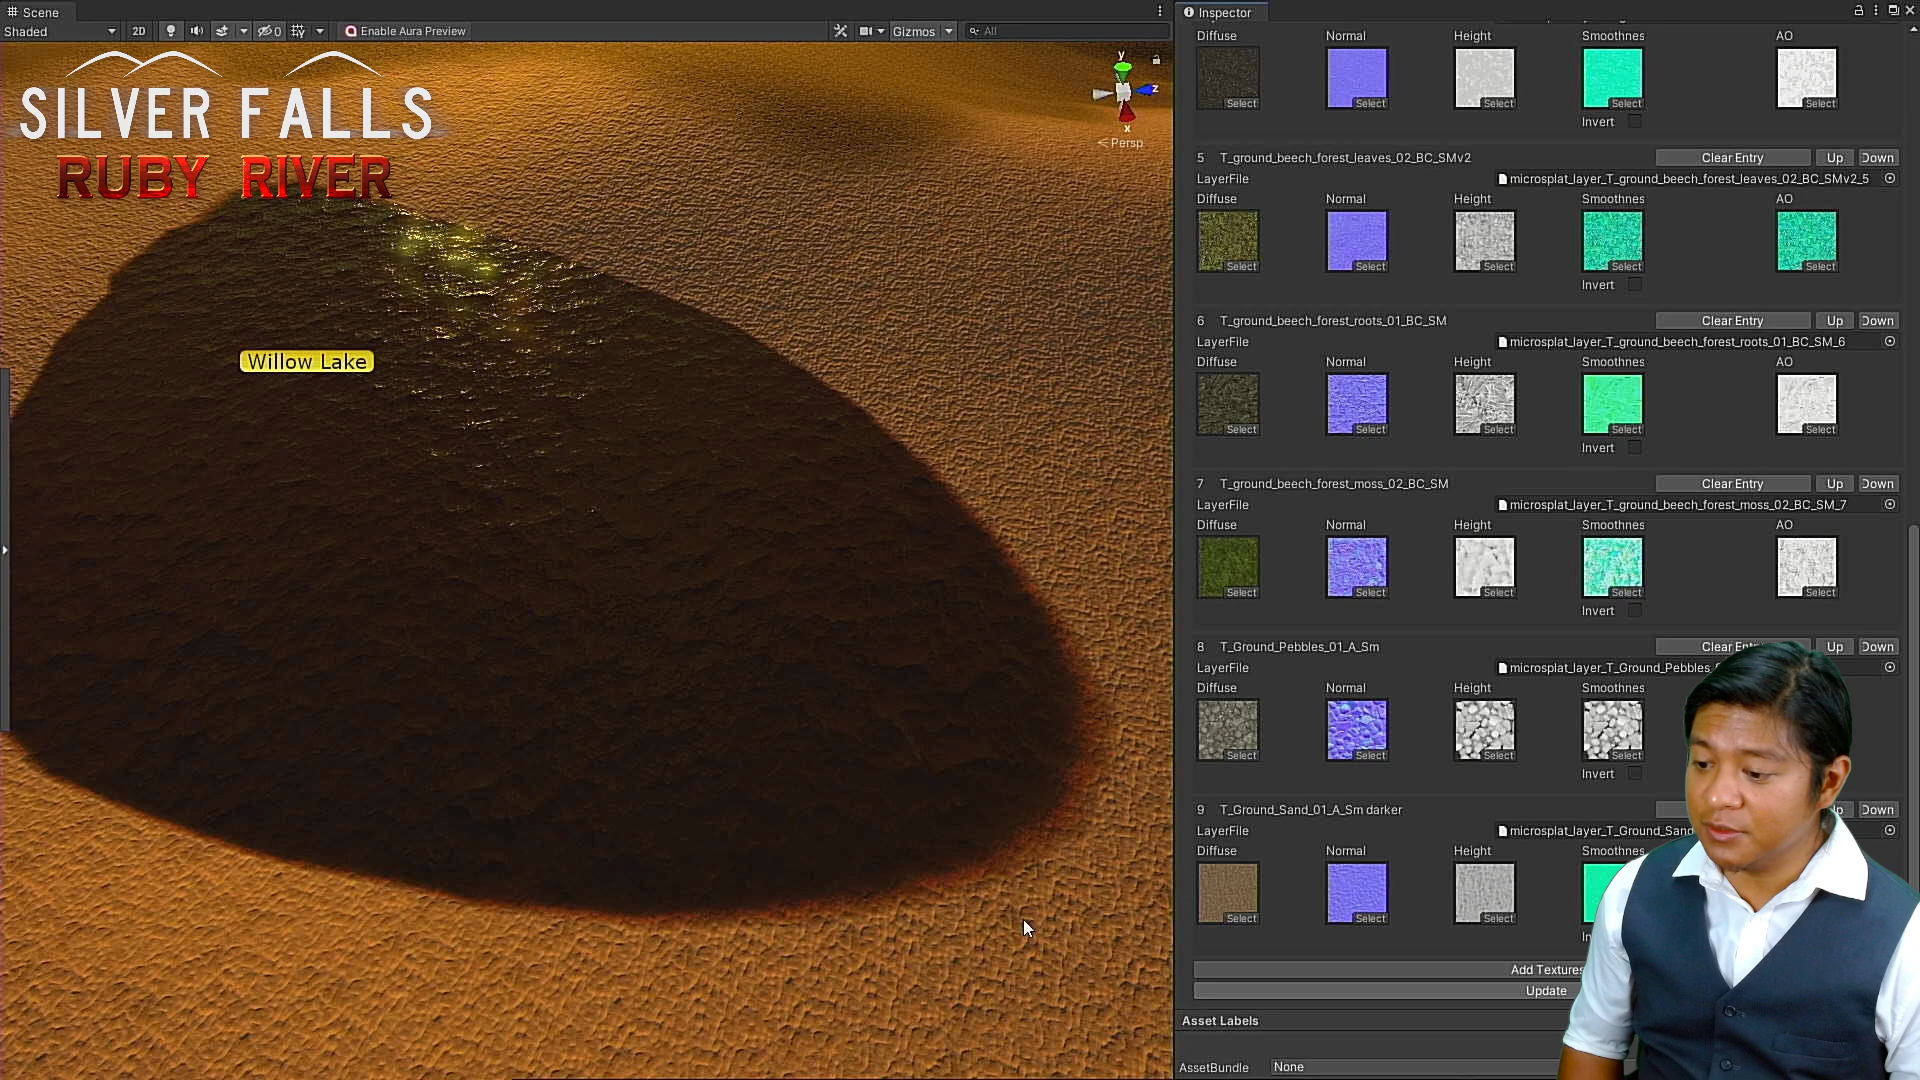 Scene
Inspector
Shaded
2D
0
Enable Aura Preview
Gizmos
All
SILVER FALLS
RUBY RIVER
y
z
x
Persp
Willow Lake
Diffuse Normal Height Smoothnes AO
Select Select Select Select Select
Invert
5 T_ground_beech_forest_leaves_02_BC_SMv2 Clear Entry Up Down
LayerFile microsplat_layer_T_ground_beech_forest_leaves_02_BC_SMv2_5
Diffuse Normal Height Smoothnes AO
Select Select Select Select Select
Invert
6 T_ground_beech_forest_roots_01_BC_SM Clear Entry Up Down
LayerFile microsplat_layer_T_ground_beech_forest_roots_01_BC_SM_6
Diffuse Normal Height Smoothnes AO
Select Select Select Select Select
Invert
7 T_ground_beech_forest_moss_02_BC_SM Clear Entry Up Down
LayerFile microsplat_layer_T_ground_beech_forest_moss_02_BC_SM_7
Diffuse Normal Height Smoothnes AO
Select Select Select Select Select
Invert
8 T_Ground_Pebbles_01_A_Sm Clear Up Down
LayerFile microsplat_layer_T_Ground_Pebbles
Diffuse Normal Height Smoothnes
Select Select Select Select
Invert
9 T_Ground_Sand_01_A_Sm darker Down
LayerFile microsplat_layer_T_Ground_Sand
Diffuse Normal Height Smoothnes
Select Select Select
Add Textures
Update
Asset Labels
AssetBundle None